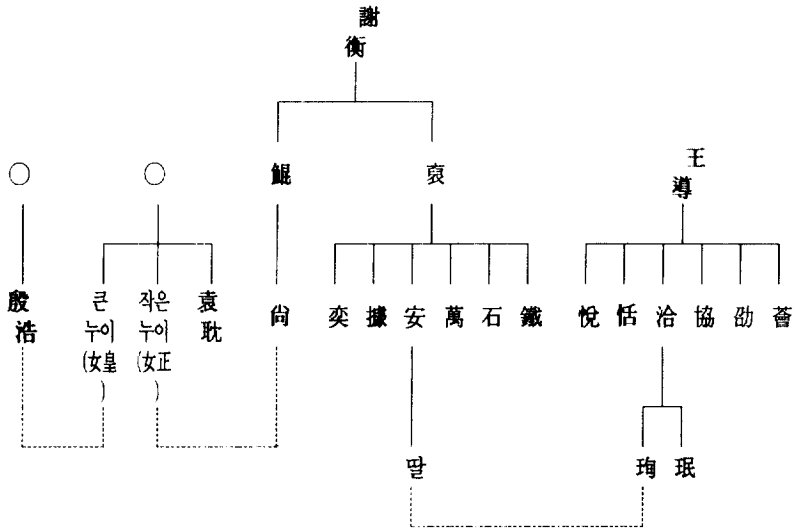 謝
衡
○ ○ 鯤 裒 王
導
殷
浩
큰
누이
(女皇
)
작은
누이
(女正
)
袁
耽
尙 奕 據 安 萬 石 鐵 悅 恬 洽 協 劭 薈
딸 珣 珉